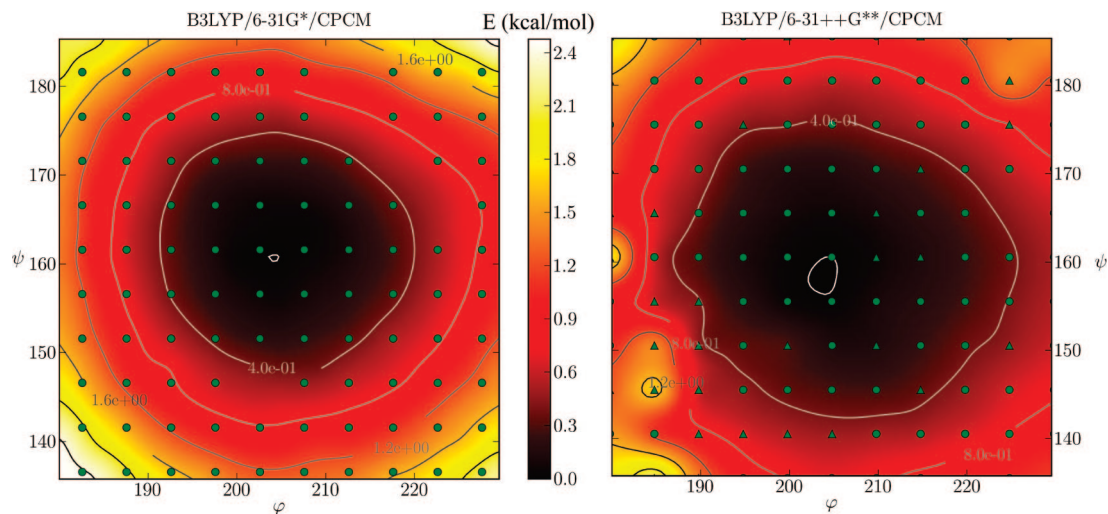 B3LYP/6-31G*/CPCM
E (kcal/mol)
B3LYP/6-31++G**/CPCM
1.6e+00
8.0e-01
4.0e-01
1.6e+00
1.2e+00
180
170
160
150
140
ψ
190
200
210
220
φ
2.4
2.1
1.8
1.5
1.2
0.9
0.6
0.3
0.0
4.0e-01
8.0e-01
1.2e+00
8.0e-01
180
170
160
150
140
ψ
190
200
210
220
φ